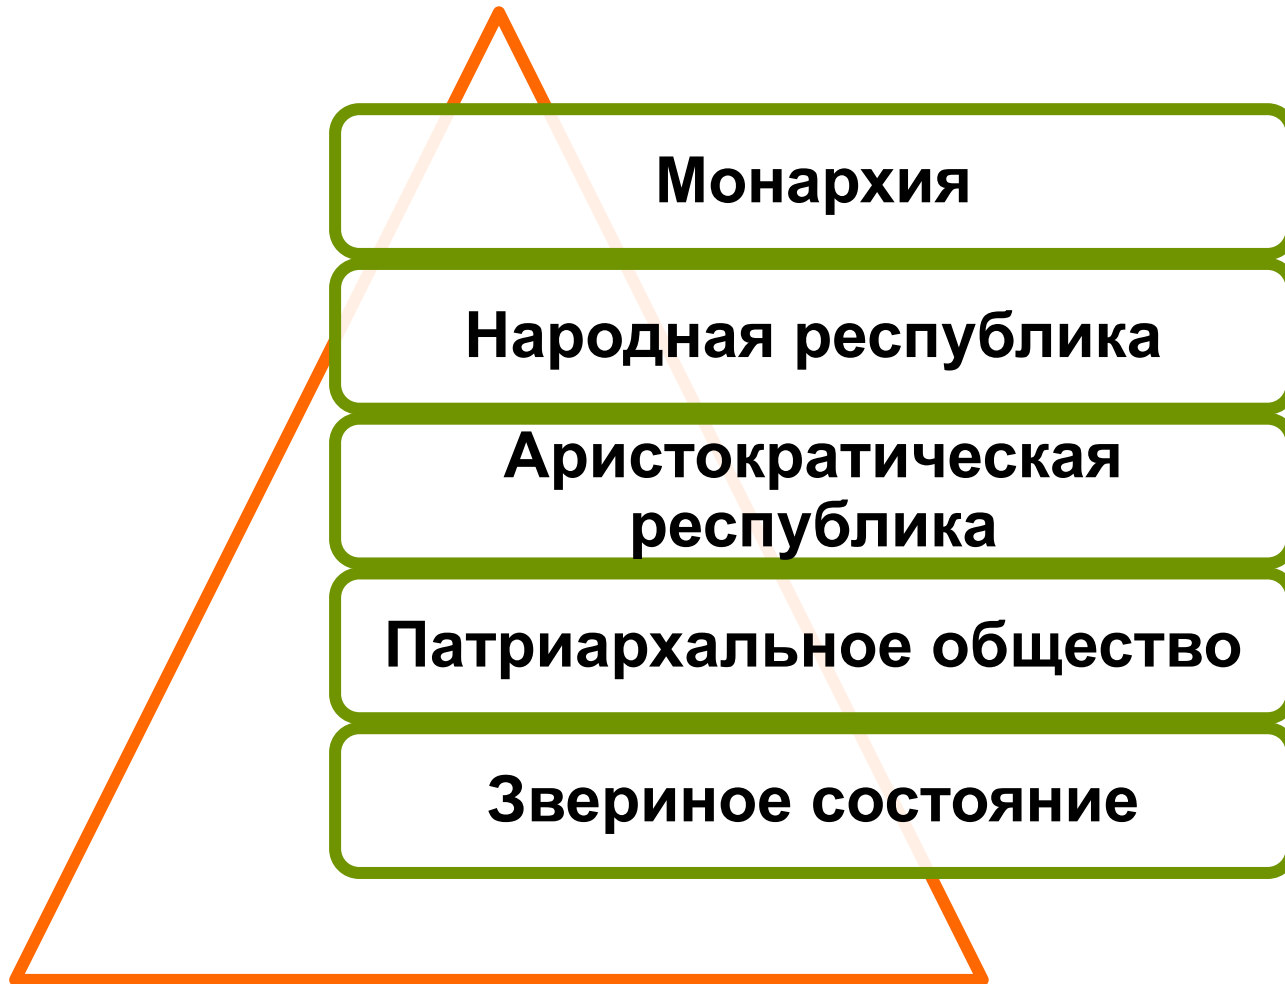 Монархия
Народная республика
Аристократическая
республика
Патриархальное общество
Звериное состояние